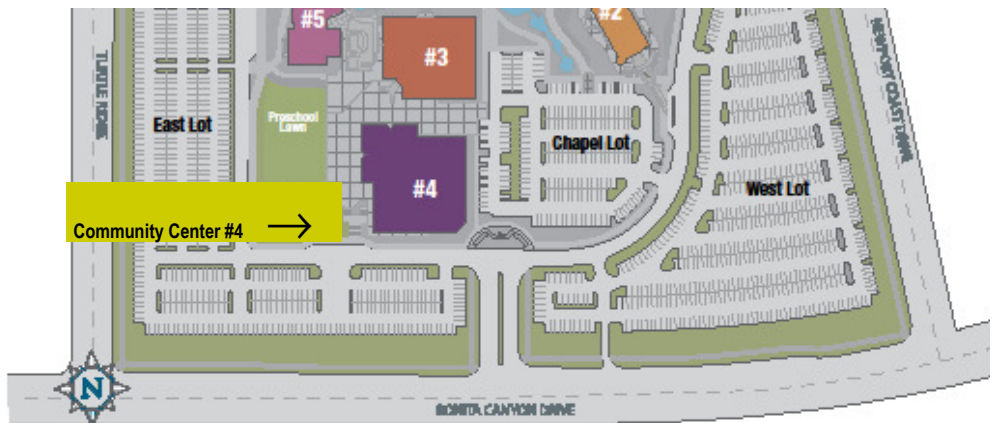 #5
#2
#3
TURTLE RIDGE
NEWPORT COAST DRIVE
Preschool
Lawn
East Lot
Chapel Lot
#4
West Lot
Community Center #4
N
BONITA CANYON DRIVE